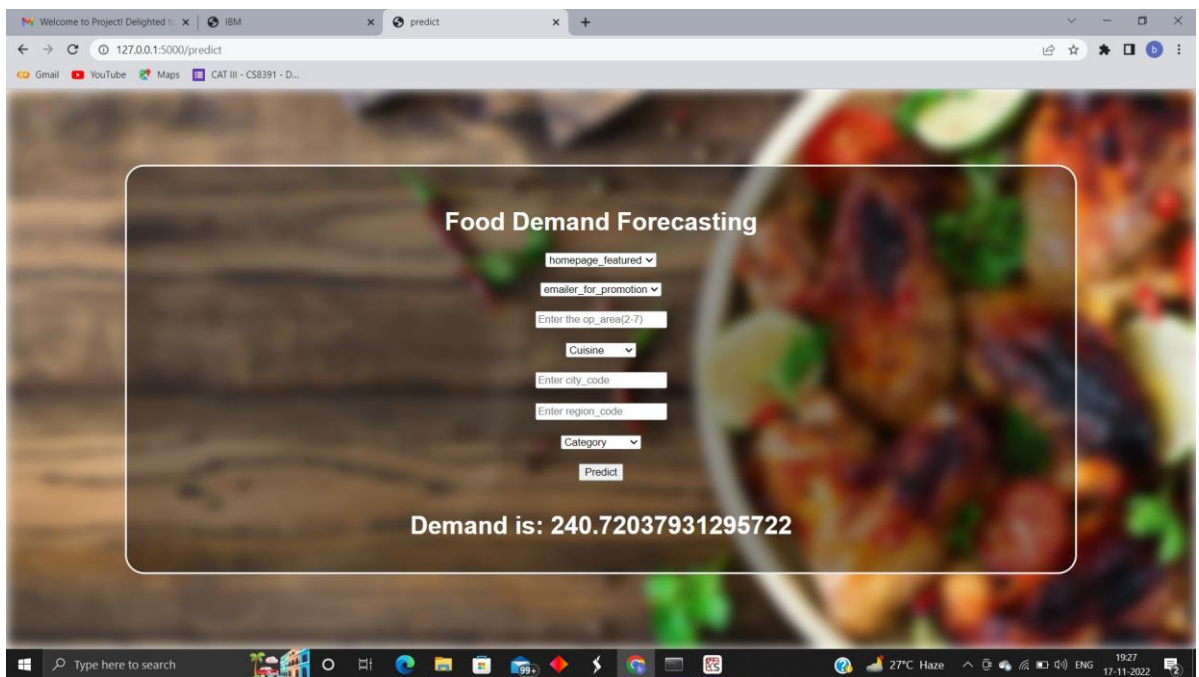 Welcome to Project! Delighted t
IBM
predict
127.0.0.1:5000/predict
b
Gmail
YouTube
Maps
CAT III - CS8391 - D...
Food Demand Forecasting
homepage_featured
emailer_for_promotion
Enter the op_area(2-7)
Cuisine
Enter city_code
Enter region_code
Category
Predict
Demand is: 240.72037931295722
Type here to search
99+
27°C Haze
ENG
19:27
17-11-2022
2